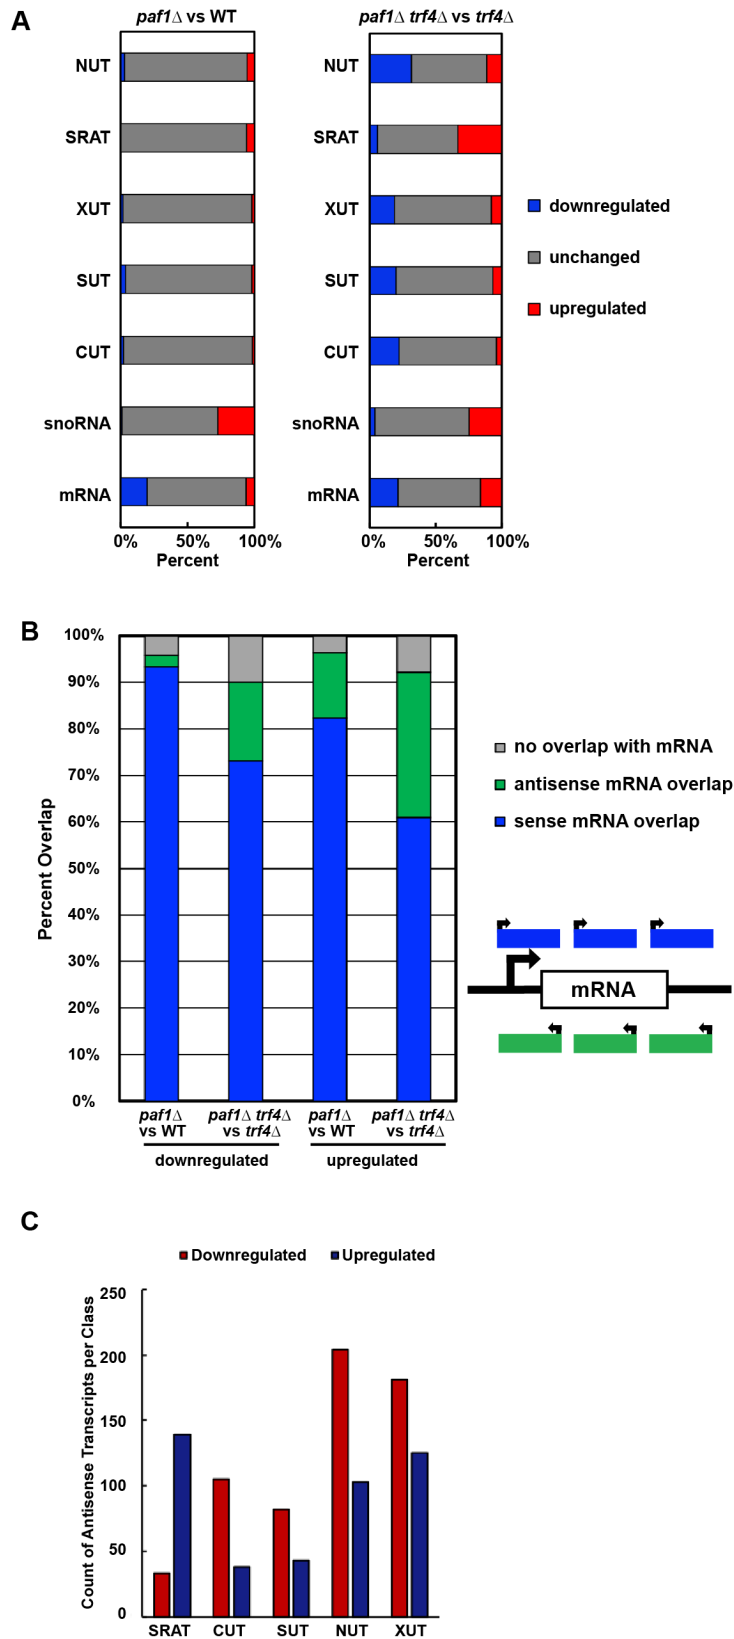 A
paf1Δ vs WT
paf1Δ trf4Δ vs trf4Δ
NUT
SRAT
XUT
SUT
CUT
snoRNA
mRNA
0% 50% 100%
Percent
NUT
SRAT
XUT
SUT
CUT
snoRNA
mRNA
0% 50% 100%
Percent
downregulated
unchanged
upregulated
B
Percent Overlap
100%
90%
80%
70%
60%
50%
40%
30%
20%
10%
0%
paf1Δ
vs WT
paf1Δ trf4Δ
vs trf4Δ
paf1Δ
vs WT
paf1Δ trf4Δ
vs trf4Δ
downregulated
upregulated
no overlap with mRNA
antisense mRNA overlap
sense mRNA overlap
mRNA
C
Downregulated
Upregulated
Count of Antisense Transcripts per Class
250
200
150
100
50
0
SRAT CUT SUT NUT XUT